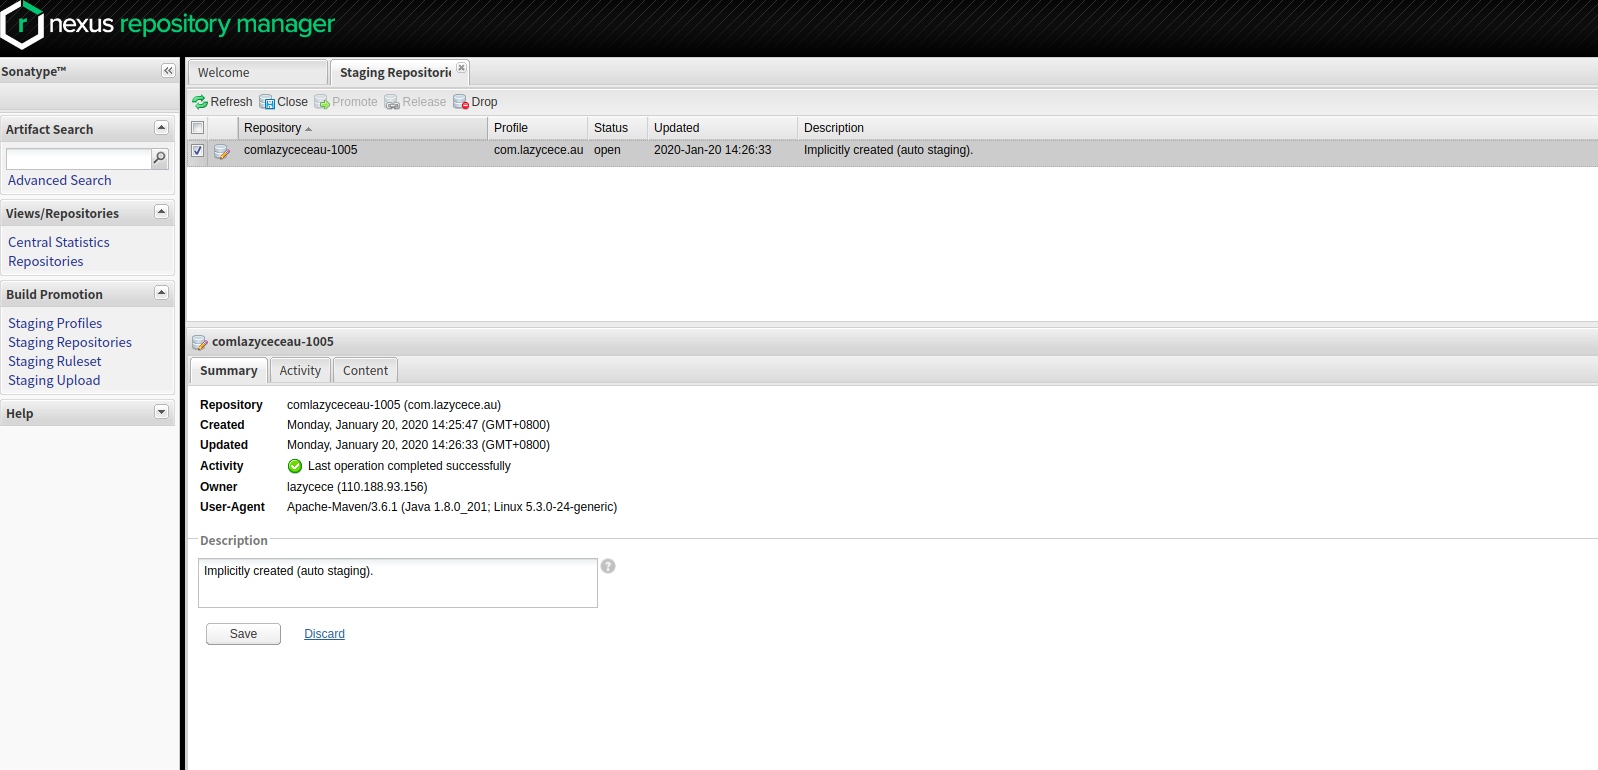 nexus repository manager
Sonatype™
Welcome
Staging Repositorie
Refresh Close Promote Release Drop
Artifact Search
Repository Profile Status Updated Description
comlazyceceau-1005 com.lazycece.au open 2020-Jan-20 14:26:33 Implicitly created (auto staging).
Advanced Search
Views/Repositories
Central Statistics
Repositories
Build Promotion
Staging Profiles
Staging Repositories
Staging Ruleset
Staging Upload
Help
comlazyceceau-1005
Summary Activity Content
Repository comlazyceceau-1005 (com.lazycece.au)
Created Monday, January 20, 2020 14:25:47 (GMT+0800)
Updated Monday, January 20, 2020 14:26:33 (GMT+0800)
Activity Last operation completed successfully
Owner lazycece (110.188.93.156)
User-Agent Apache-Maven/3.6.1 (Java 1.8.0_201; Linux 5.3.0-24-generic)
Description
Implicitly created (auto staging).
Save Discard